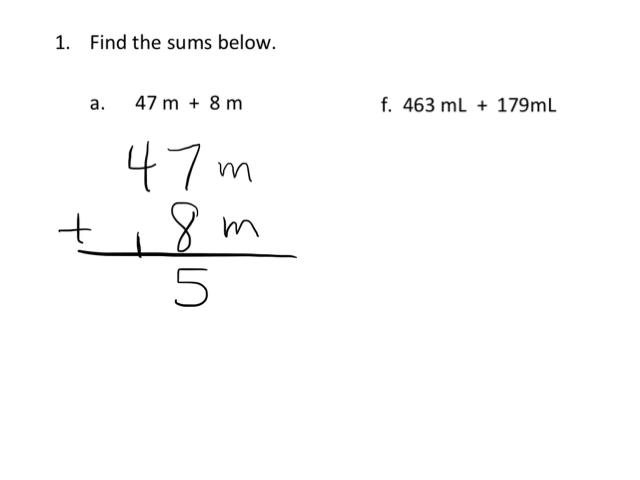 1. Find the sums below.
a. 47 m + 8 m
f. 463 mL + 179mL
47 m
+ 1 8 m
5